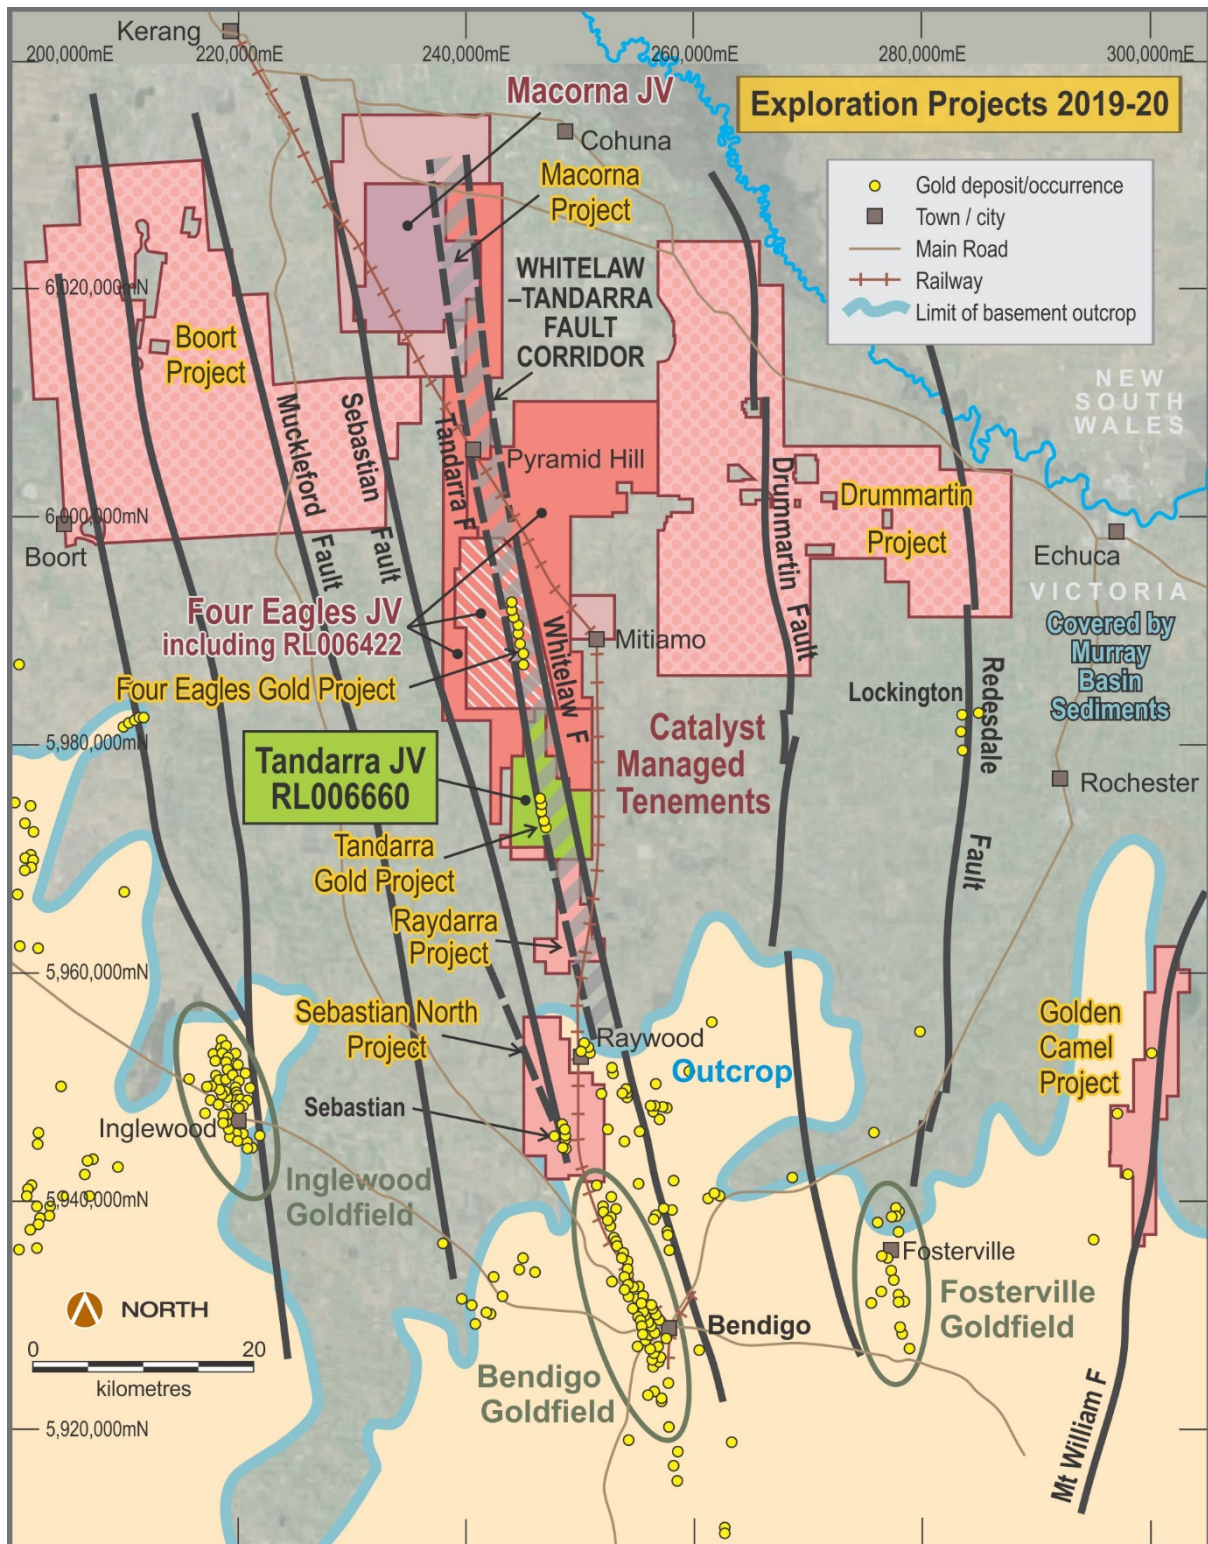 Kerang
200,000mE
220,000mE
240,000mE
260,000mE
280,000mE
300,000mE
Macorna JV
Exploration Projects 2019-20
Cohuna
Macorna
Project
Gold deposit/occurrence
Town / city
Main Road
Railway
Limit of basement outcrop
WHITELAW
–TANDARRA
FAULT
CORRIDOR
6,020,000mN
Boort
Project
NEW
SOUTH
WALES
Muckleford
Fault
Sebastian
Fault
Tandarra F
Pyramid Hill
Drummartin
Fault
Drummartin
Project
6,000,000mN
Boort
Echuca
VICTORIA
Four Eagles JV
including RL006422
Mitiamo
Whitelaw F
Covered by
Murray
Basin
Sediments
Four Eagles Gold Project
Lockington
Redesdale
Fault
5,980,000mN
Catalyst
Managed
Tenements
Tandarra JV
RL006660
Rochester
Tandarra
Gold Project
Raydarra
Project
5,960,000mN
Sebastian North
Project
Golden
Camel
Project
Raywood
Outcrop
Sebastian
Inglewood
Inglewood
Goldfield
5,940,000mN
Fosterville
Fosterville
Goldfield
NORTH
0
20
kilometres
Bendigo
Bendigo
Goldfield
5,920,000mN
Mt William F